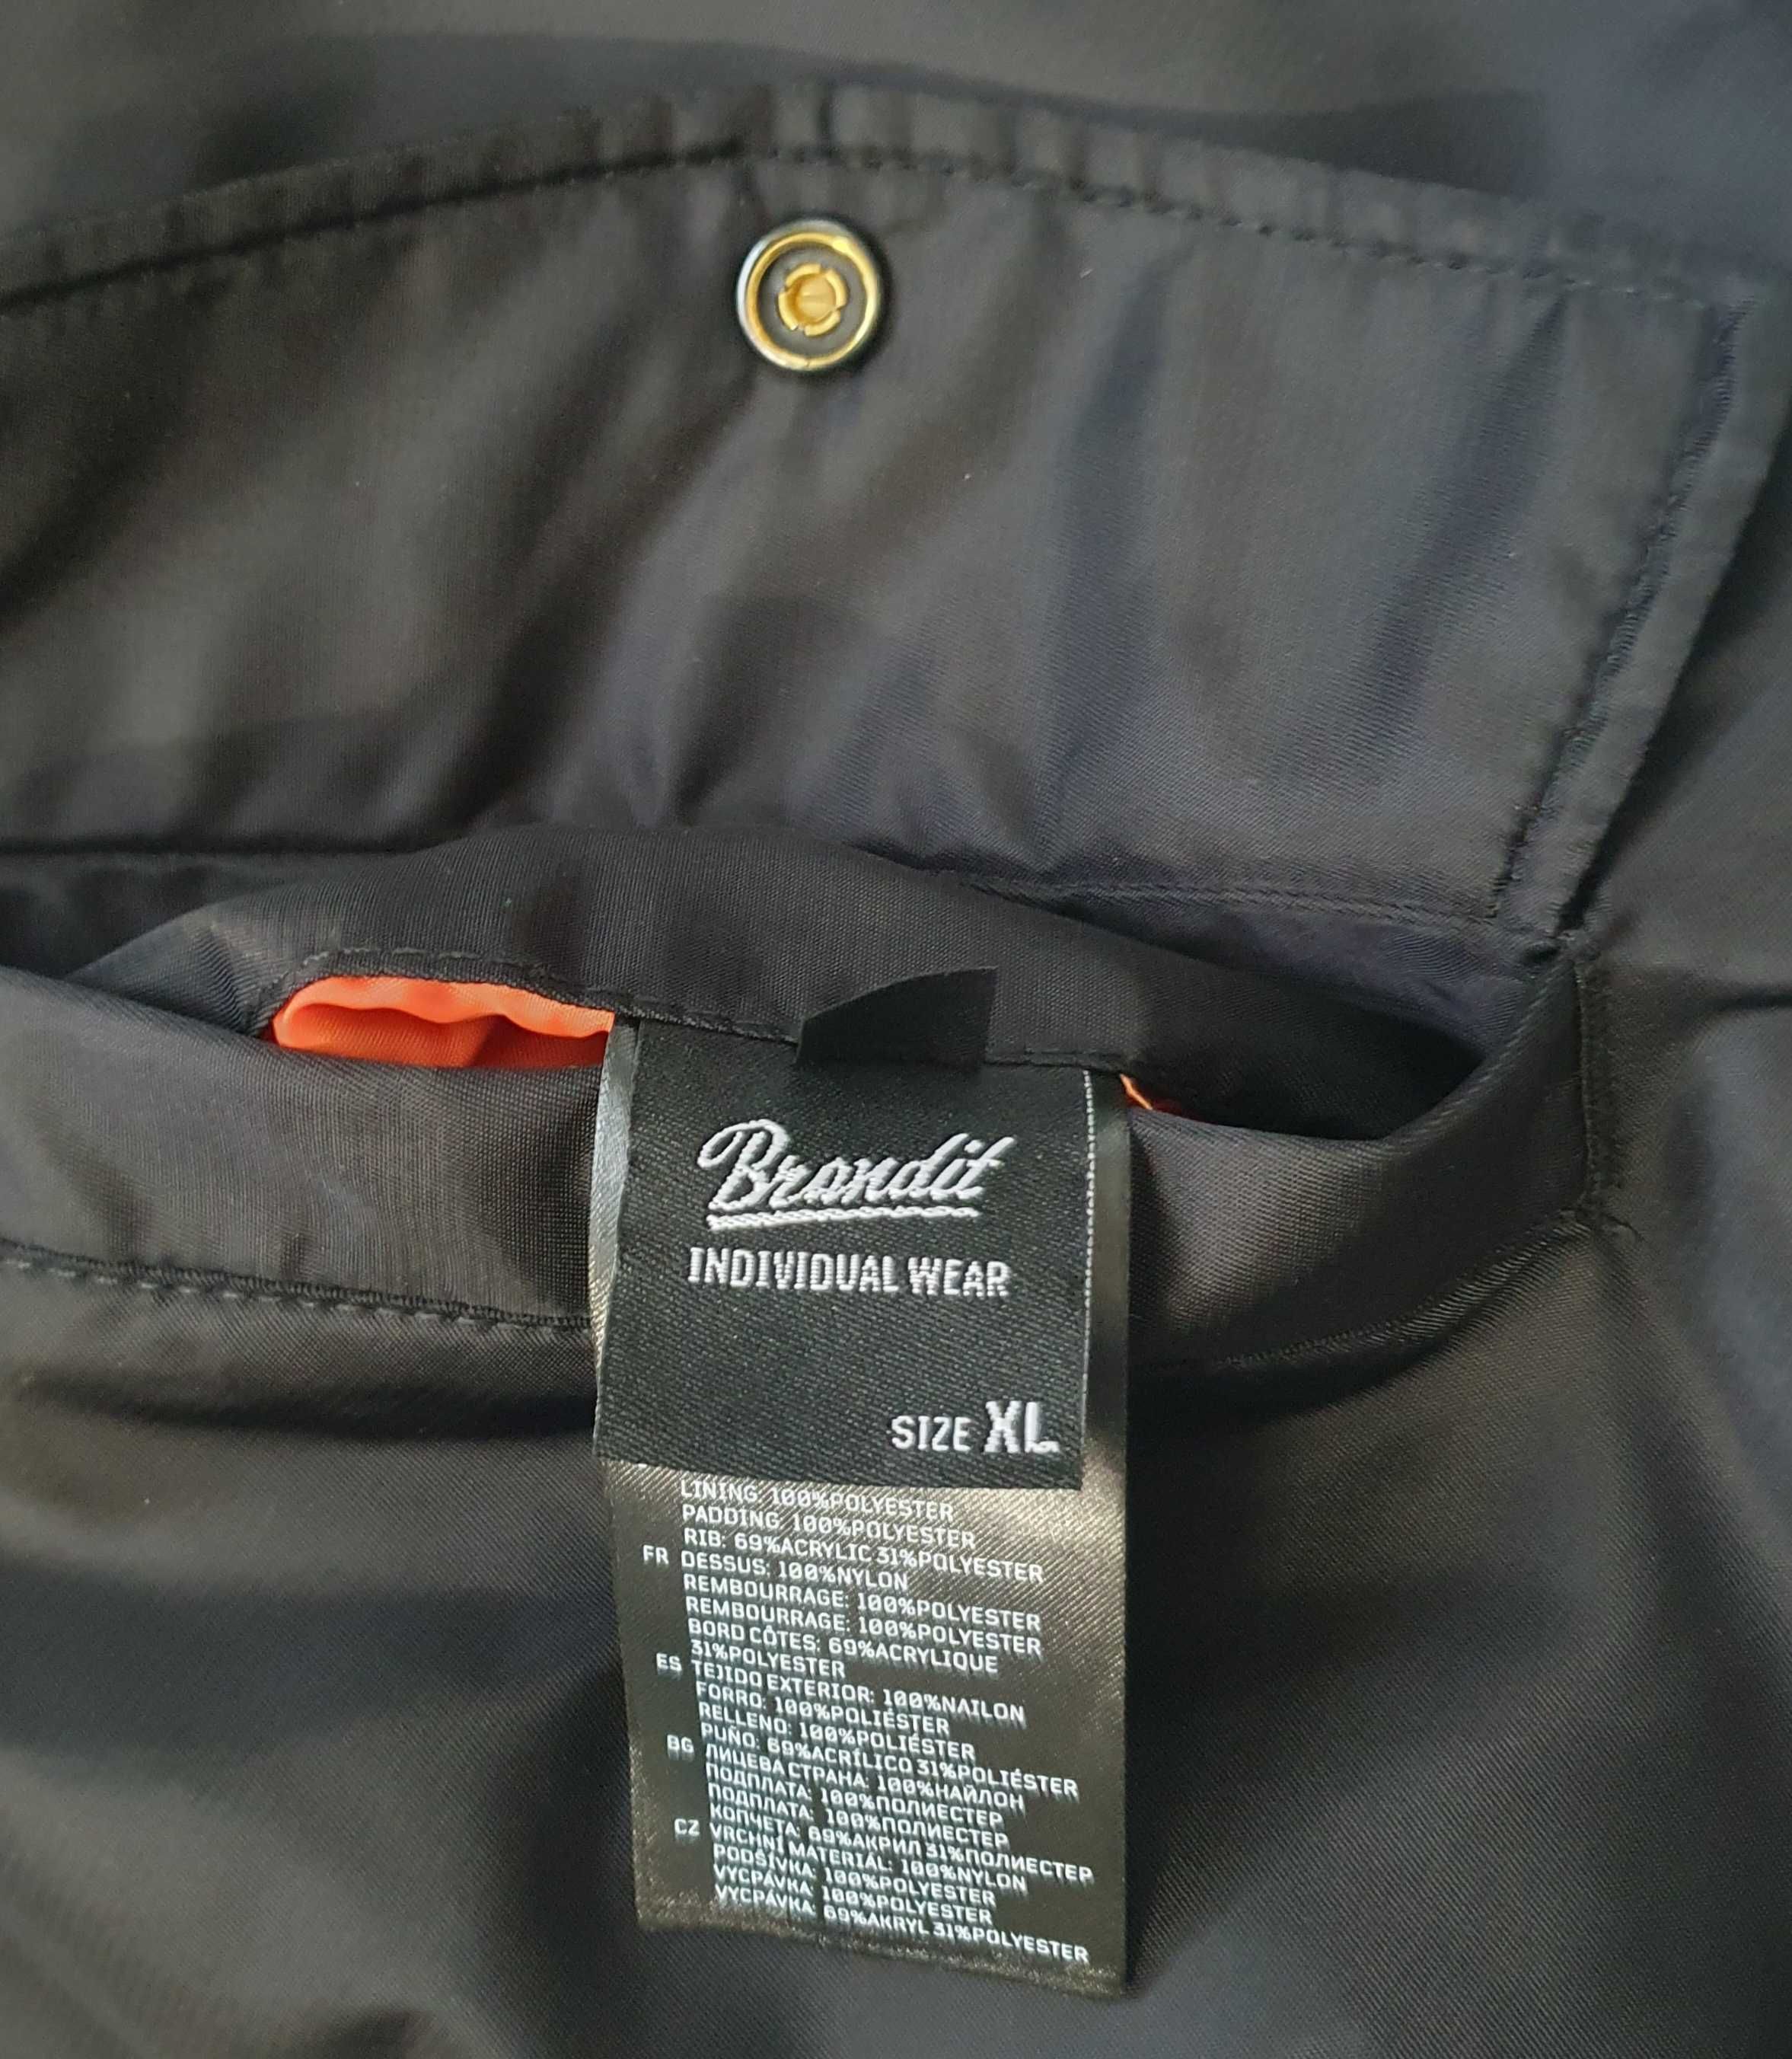 Brandit
INDIVIDUAL WEAR
SIZE XL
LINING: 100%POLYESTER
PADDING: 100%POLYESTER
RIB: 69%ACRYLIC 31%POLYESTER
FR DESSUS: 100%NYLON
REMBOURRAGE: 100%POLYESTER
REMBOURRAGE: 100%POLYESTER
BORD CÔTES: 69%ACRYLIQUE
31%POLYESTER
ES TEJIDO EXTERIOR: 100%NAILON
FORRO: 100%POLIÉSTER
RELLENO: 100%POLIÉSTER
PUÑO: 69%ACRÍLICO 31%POLIÉSTER
BG ЛИЦЕВА СТРАНА: 100%НАЙЛОН
ПОДПЛАТА: 100%ПОЛИЕСТЕР
ПОДПЛАТА: 100%ПОЛИЕСТЕР
КОПЧЕТА: 69%АКРИЛ 31%ПОЛИЕСТЕР
CZ VRCHNÍ MATERIÁL: 100%NYLON
PODŠÍVKA: 100%POLYESTER
VYCPÁVKA: 100%POLYESTER
VYCPÁVKA: 69%AKRYL 31%POLYESTER